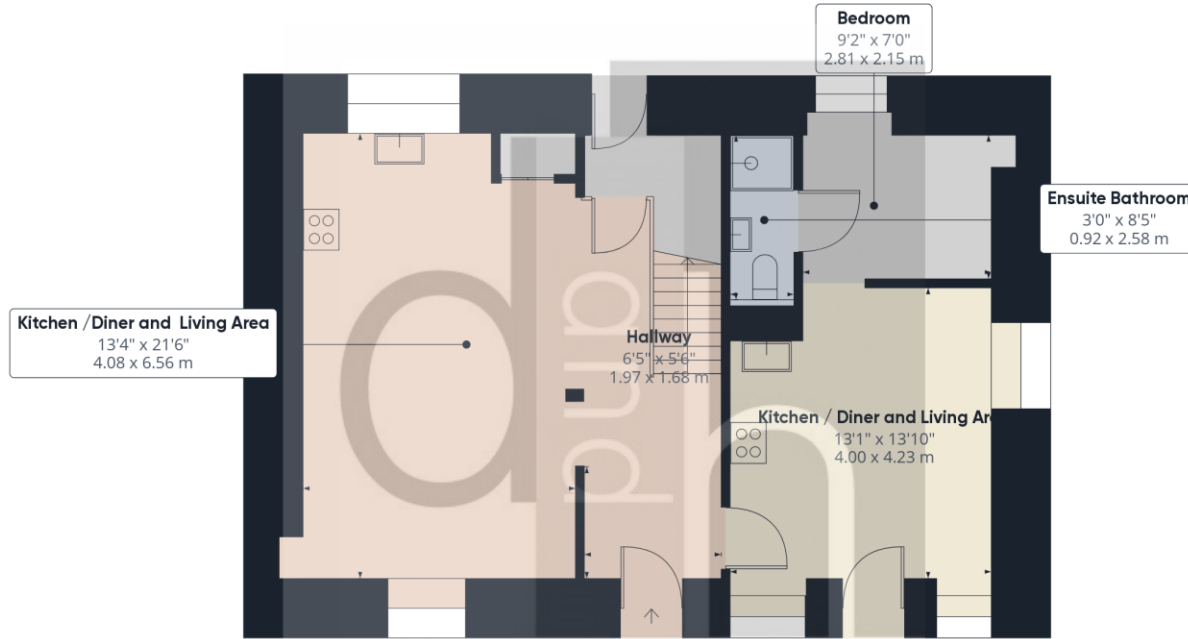 Bedroom
9'2" x 7'0"
2.81 x 2.15 m
Ensuite Bathroom
3'0" x 8'5"
0.92 x 2.58 m
Kitchen /Diner and Living Area
13'4" x 21'6"
4.08 x 6.56 m
Hallway
6'5" x 5'6"
1.97 x 1.68 m
Kitchen / Diner and Living Ar
13'1" x 13'10"
4.00 x 4.23 m
d and h